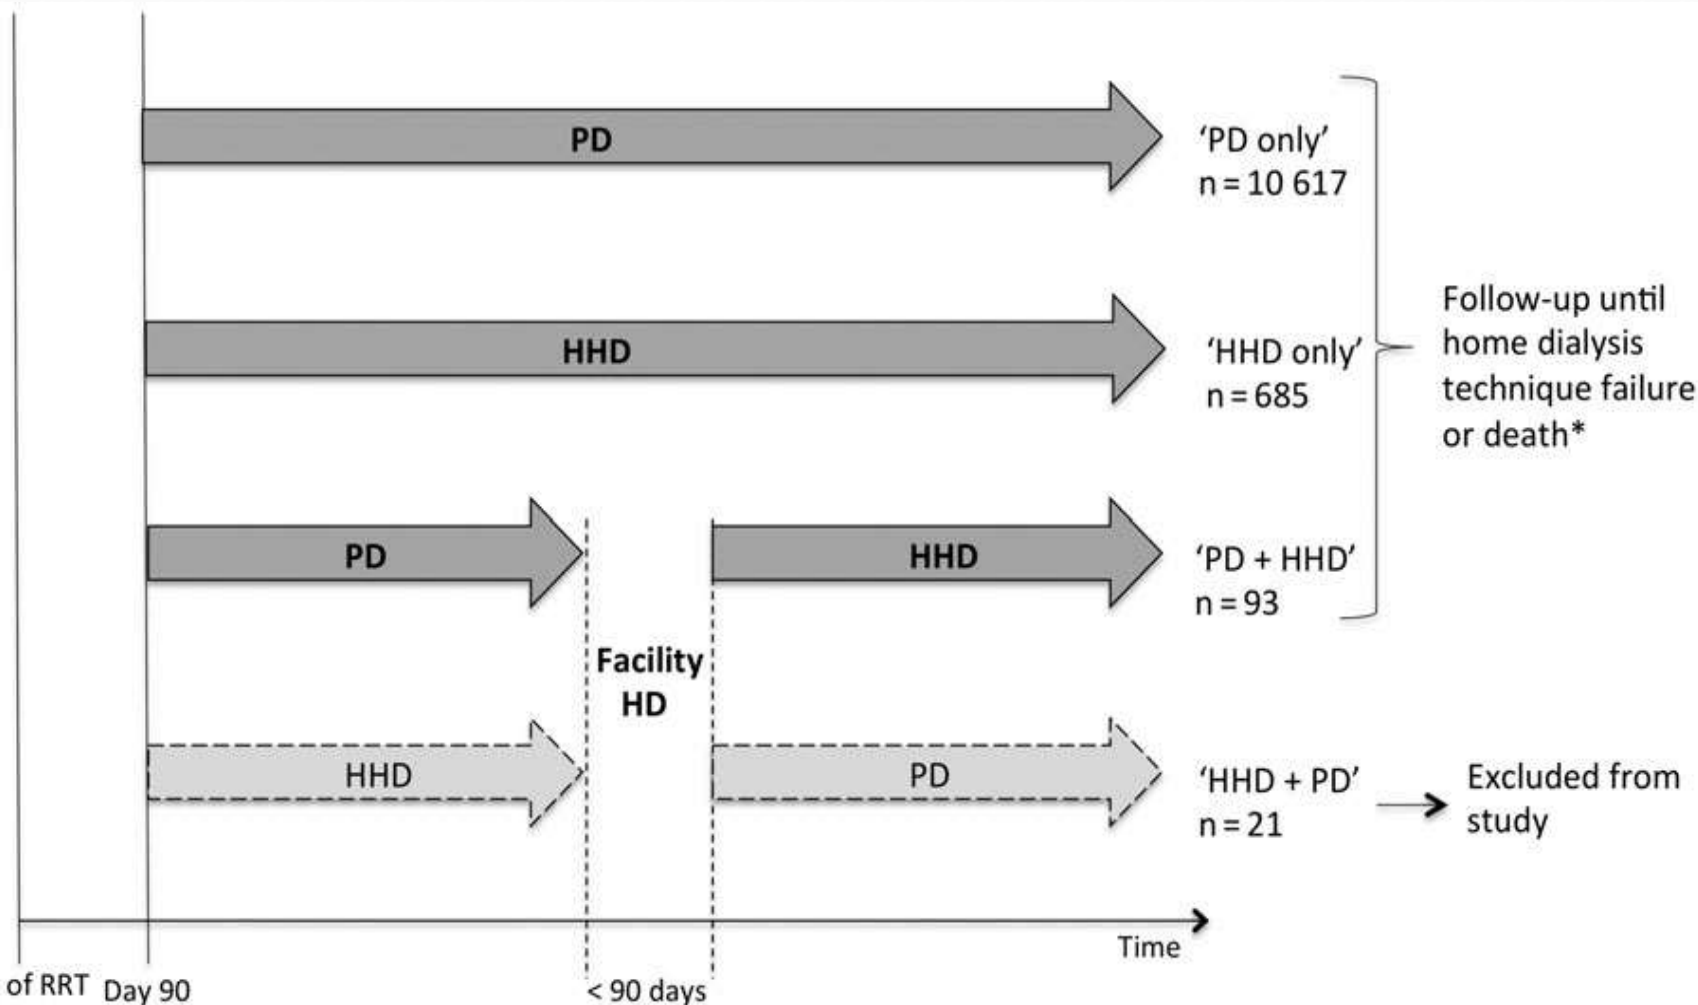 PD
'PD only'
n = 10 617
HHD
'HHD only'
n = 685
Follow-up until
home dialysis
technique failure
or death*
PD
HHD
'PD + HHD'
n = 93
Facility
HD
HHD
PD
'HHD + PD'
n = 21
Excluded from
study
Time
of RRT
Day 90
< 90 days